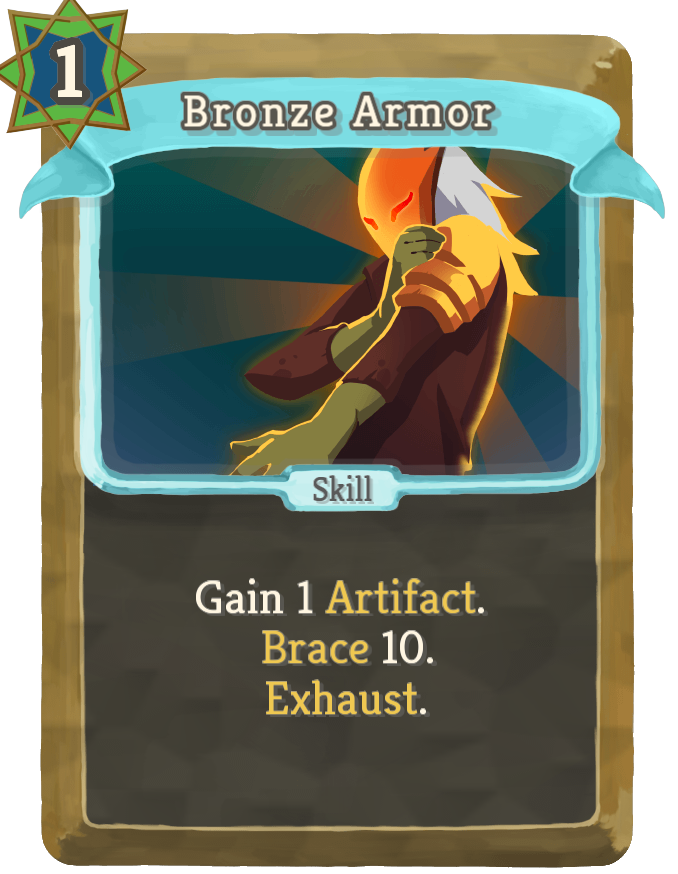 1
Bronze Armor
Skill
Gain 1 Artifact.
Brace 10.
Exhaust.